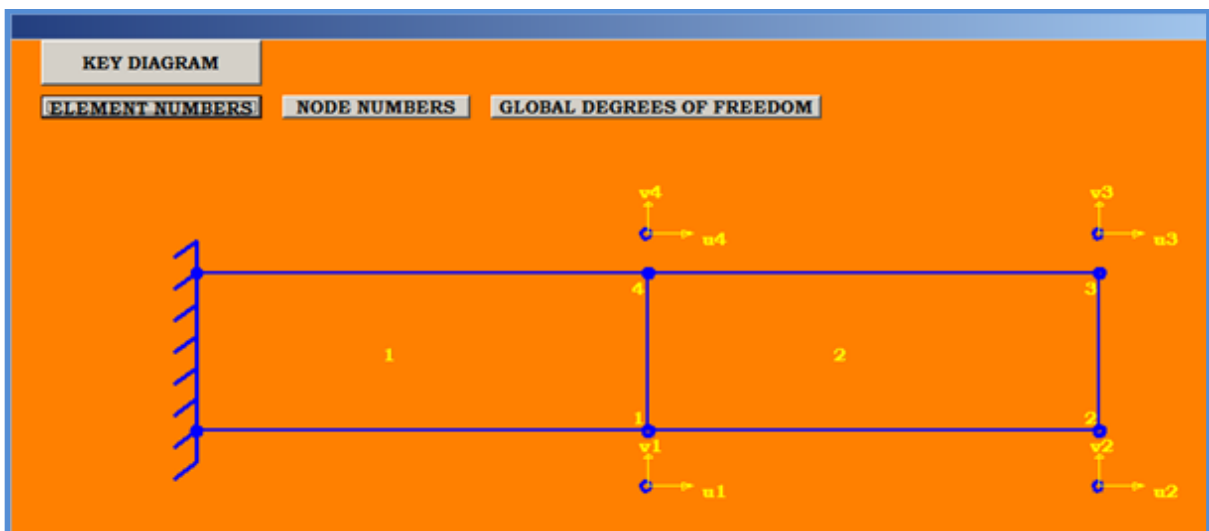 KEY DIAGRAM
ELEMENT NUMBERS NODE NUMBERS GLOBAL DEGREES OF FREEDOM
v4 v3
u4 u3
4 3
1 2
1 2
v1 v2
u1 u2